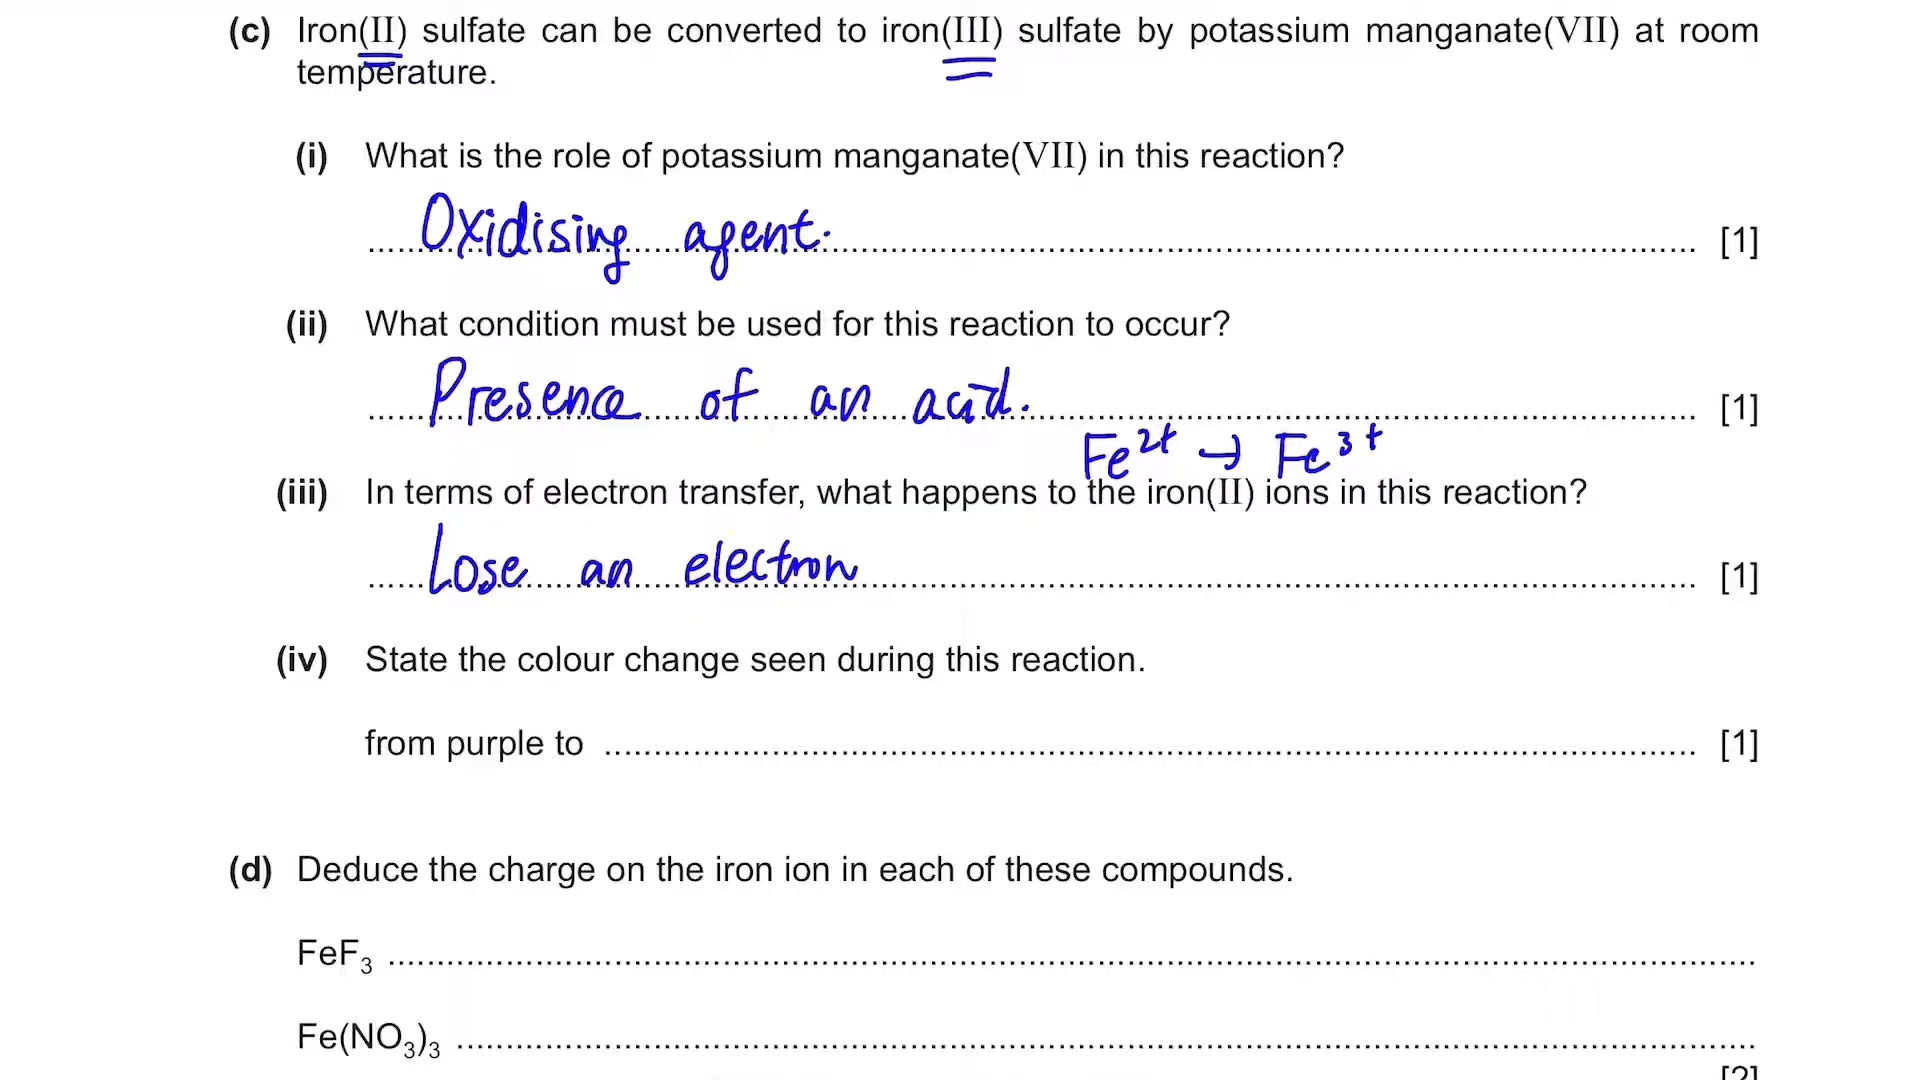 (c) Iron(II) sulfate can be converted to iron(III) sulfate by potassium manganate(VII) at room
temperature.
(i) What is the role of potassium manganate(VII) in this reaction?
Oxidising agent. [1]
(ii) What condition must be used for this reaction to occur?
Presence of an acid. [1]
Fe²⁺ → Fe³⁺
(iii) In terms of electron transfer, what happens to the iron(II) ions in this reaction?
Lose an electron [1]
(iv) State the colour change seen during this reaction.
from purple to [1]
(d) Deduce the charge on the iron ion in each of these compounds.
FeF₃
Fe(NO₃)₃
[2]